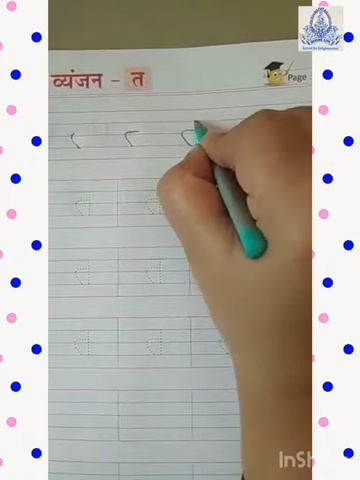 व्यंजन - त
Page
त त
त त
त त
InSh